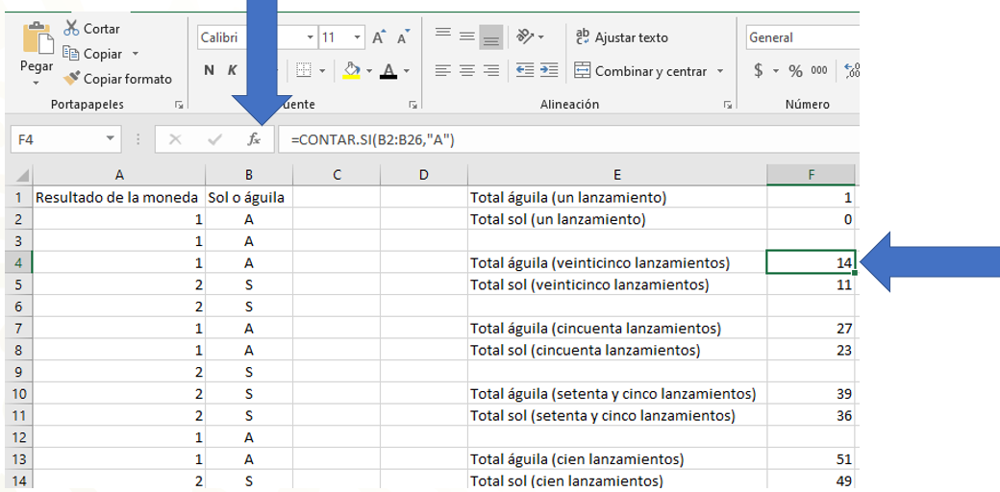 Cortar
Copiar
Copiar formato
Pegar
Portapapeles
Calibri
11
A A
N K
A
uente
ab
Ajustar texto
Combinar y centrar
Alineación
General
$ % 000
,00
Número
F4
fx
=CONTAR.SI(B2:B26,"A")
A B C D E F
1 Resultado de la moneda Sol o águila Total águila (un lanzamiento) 1
2 1 A Total sol (un lanzamiento) 0
3 1 A
4 1 A Total águila (veinticinco lanzamientos) 14
5 2 S Total sol (veinticinco lanzamientos) 11
6 2 S
7 1 A Total águila (cincuenta lanzamientos) 27
8 1 A Total sol (cincuenta lanzamientos) 23
9 2 S
10 2 S Total águila (setenta y cinco lanzamientos) 39
11 2 S Total sol (setenta y cinco lanzamientos) 36
12 1 A
13 1 A Total águila (cien lanzamientos) 51
14 2 S Total sol (cien lanzamientos) 49